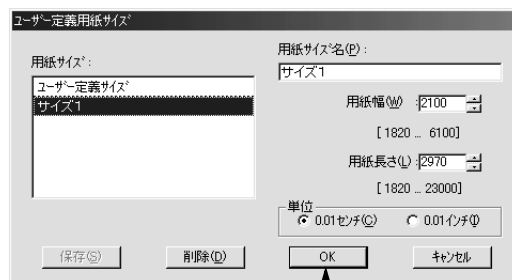 ユーザー定義用紙サイズ
用紙サイズ:
ユーザー定義サイズ
サイズ1
用紙サイズ名(P):
サイズ1
用紙幅(W) :2100
[1820 .. 6100]
用紙長さ(L):2970
[1820 .. 23000]
単位
0.01センチ(C) 0.01インチ(I)
保存(S) 削除(D) OK キャンセル